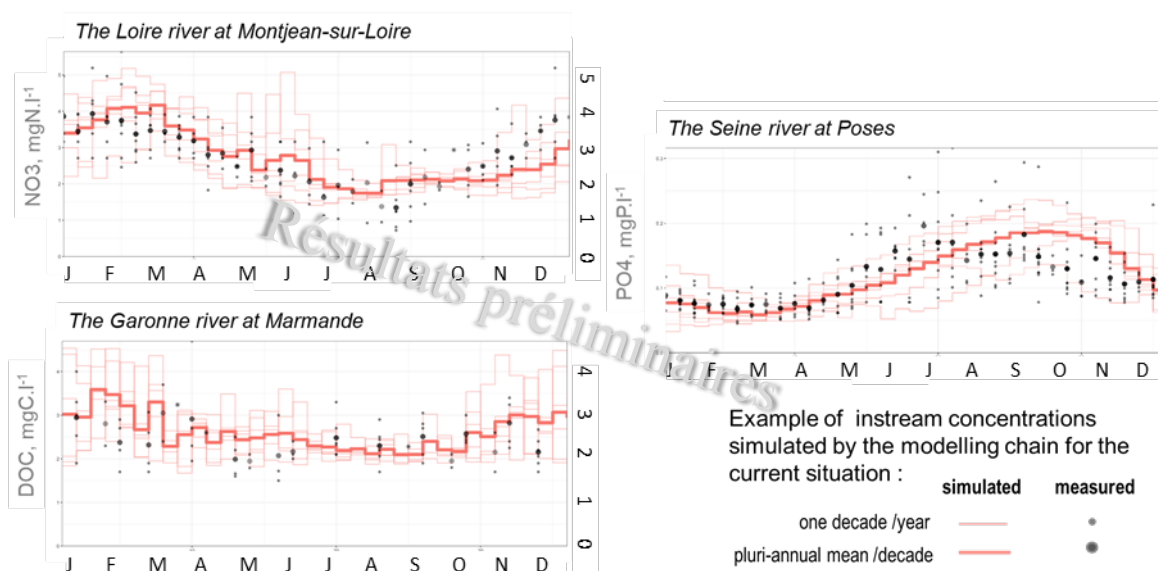 The Loire river at Montjean-sur-Loire
NO3, mgN.l-1
5
4
3
2
1
0
J F M A M J J A S O N D
The Garonne river at Marmande
DOC, mgC.l-1
4
3
2
1
0
J F M A M J J A S O N D
The Seine river at Poses
PO4, mgP.l-1
J F M A M J J A S O N D
Résultats préliminaires
Example of instream concentrations
simulated by the modelling chain for the
current situation :
simulated measured
one decade /year
pluri-annual mean /decade